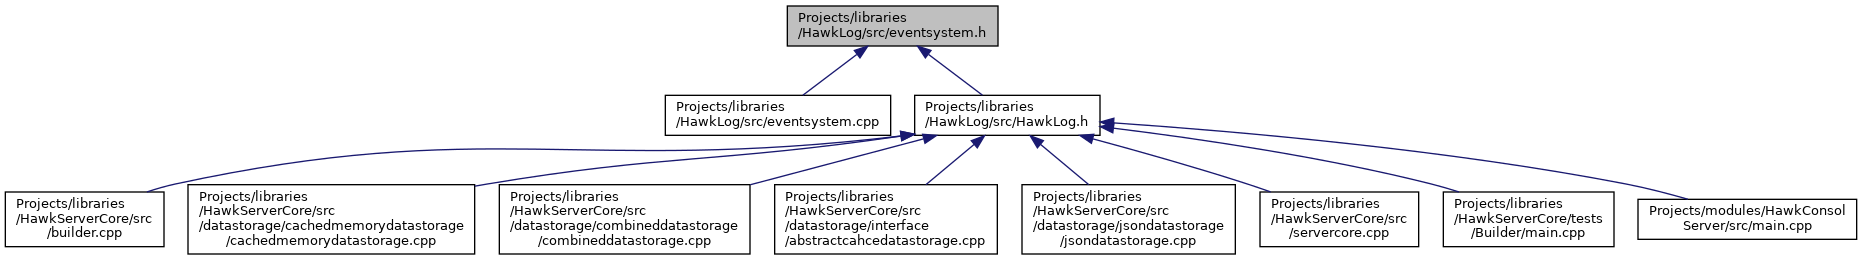 Projects/libraries
/HawkLog/src/eventsystem.h
Projects/libraries
/HawkLog/src/eventsystem.cpp
Projects/libraries
/HawkLog/src/HawkLog.h
Projects/libraries
/HawkServerCore/src
/builder.cpp
Projects/libraries
/HawkServerCore/src
/datastorage/cachedmemorydatastorage
/cachedmemorydatastorage.cpp
Projects/libraries
/HawkServerCore/src
/datastorage/combineddatastorage
/combineddatastorage.cpp
Projects/libraries
/HawkServerCore/src
/datastorage/interface
/abstractcahcedatastorage.cpp
Projects/libraries
/HawkServerCore/src
/datastorage/jsondatastorage
/jsondatastorage.cpp
Projects/libraries
/HawkServerCore/src
/servercore.cpp
Projects/libraries
/HawkServerCore/tests
/Builder/main.cpp
Projects/modules/HawkConsol
Server/src/main.cpp